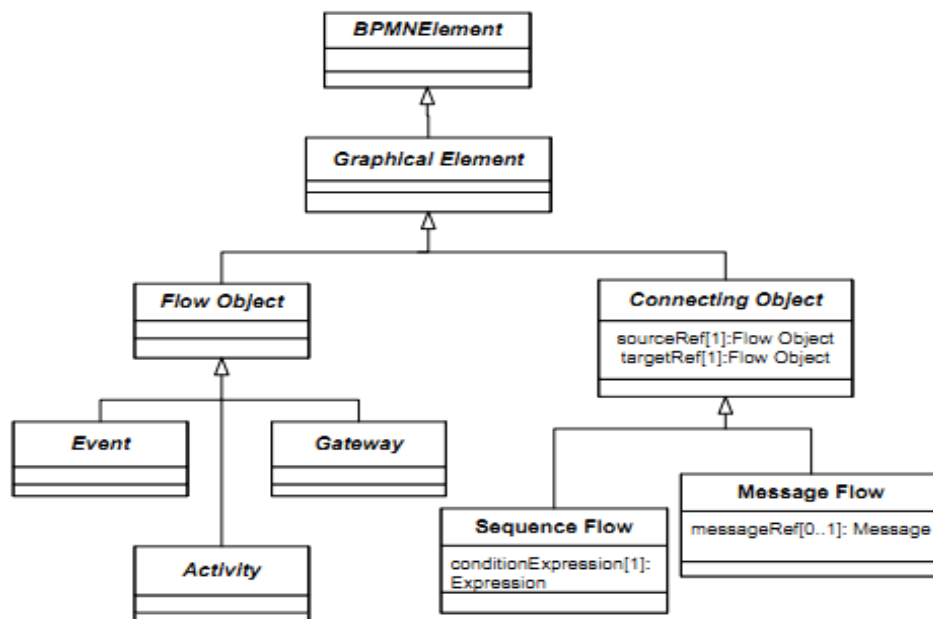 BPMNElement
Graphical Element
Flow Object
Connecting Object
sourceRef[1]:Flow Object
targetRef[1]:Flow Object
Event
Gateway
Activity
Sequence Flow
conditionExpression[1]:
Expression
Message Flow
messageRef[0..1]: Message